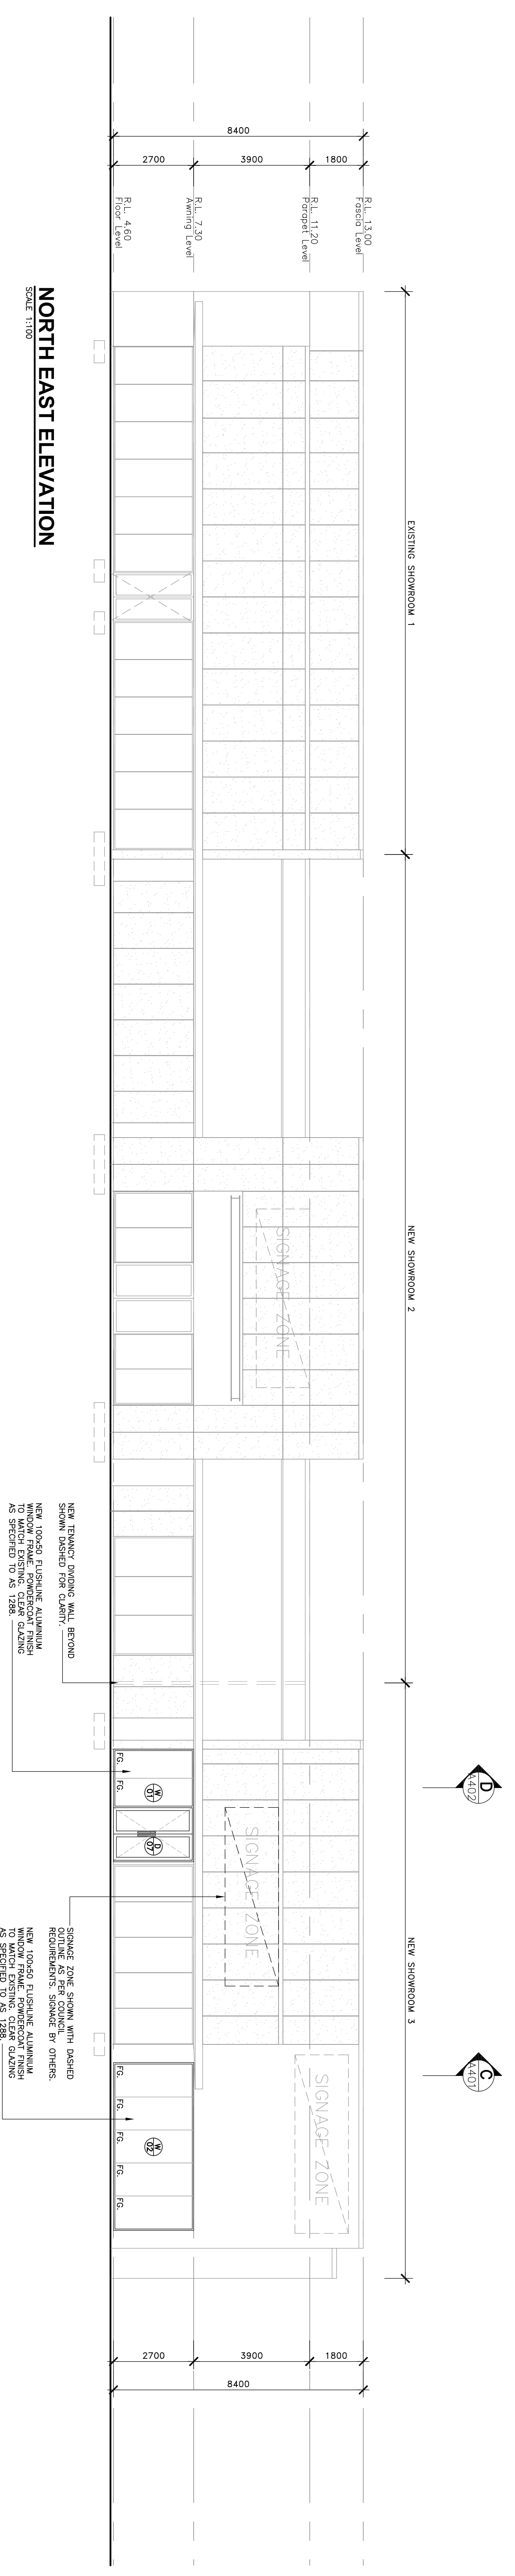 D
A402
C
A401
EXISTING SHOWROOM 1
NEW SHOWROOM 2
NEW SHOWROOM 3
R.L. 13.00
Fascia Level
R.L. 11.20
Parapet Level
R.L. 7.30
Awning Level
R.L. 4.60
Floor Level
1800
3900
2700
8400
SIGNAGE ZONE
SIGNAGE ZONE
SIGNAGE ZONE
1800
3900
2700
8400
W
01
D
07
W
02
FG.
FG.
FG.
FG.
FG.
FG.
FG.
NEW TENANCY DIVIDING WALL BEYOND
SHOWN DASHED FOR CLARITY.
NEW 100x50 FLUSHLINE ALUMINIUM
WINDOW FRAME. POWDERCOAT FINISH
TO MATCH EXISTING. CLEAR GLAZING
AS SPECIFIED TO AS 1288.
SIGNAGE ZONE SHOWN WITH DASHED
OUTLINE AS PER COUNCIL
REQUIREMENTS. SIGNAGE BY OTHERS.
NEW 100x50 FLUSHLINE ALUMINIUM
WINDOW FRAME. POWDERCOAT FINISH
TO MATCH EXISTING. CLEAR GLAZING
AS SPECIFIED TO AS 1288.
NORTH EAST ELEVATION
SCALE 1:100